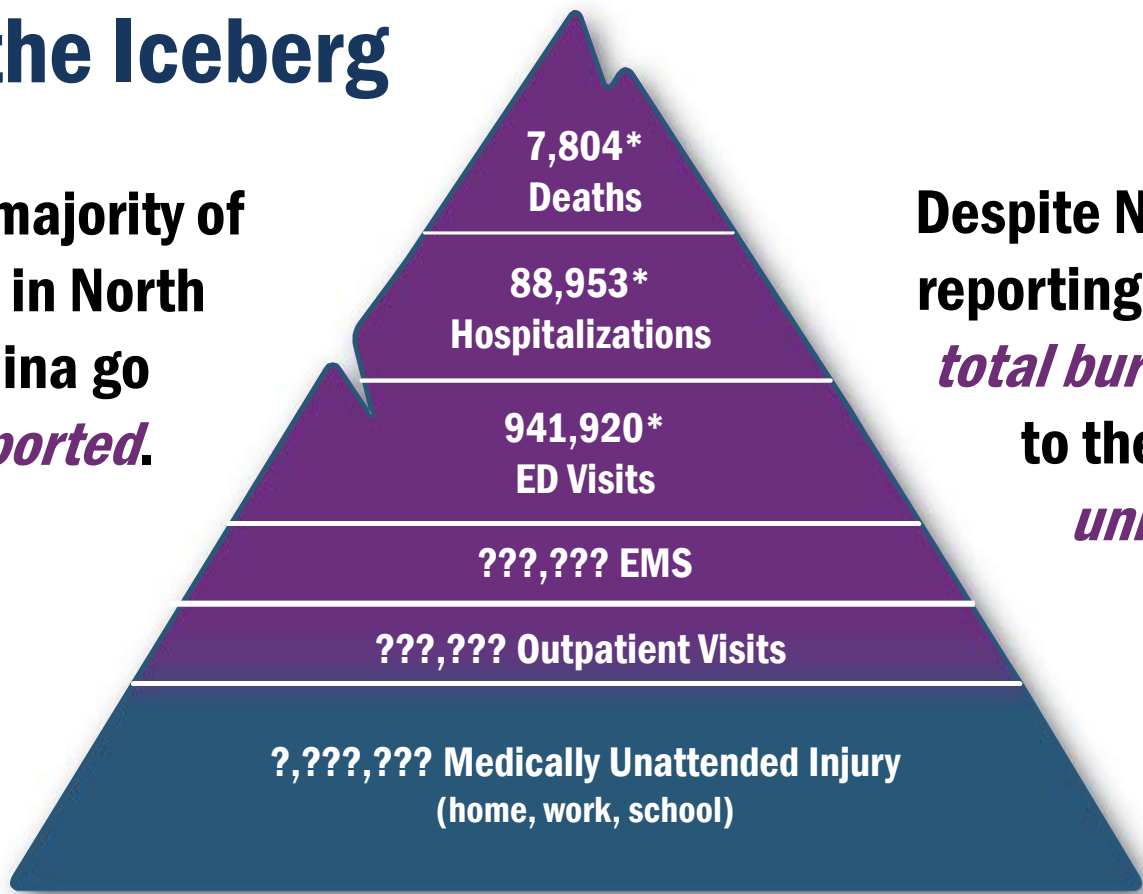 the Iceberg
majority of
in North
ina go
ported.
7,804*
Deaths
88,953*
Hospitalizations
941,920*
ED Visits
???,??? EMS
???,??? Outpatient Visits
?,???,??? Medically Unattended Injury
(home, work, school)
Despite N
reporting
total bur
to the
un